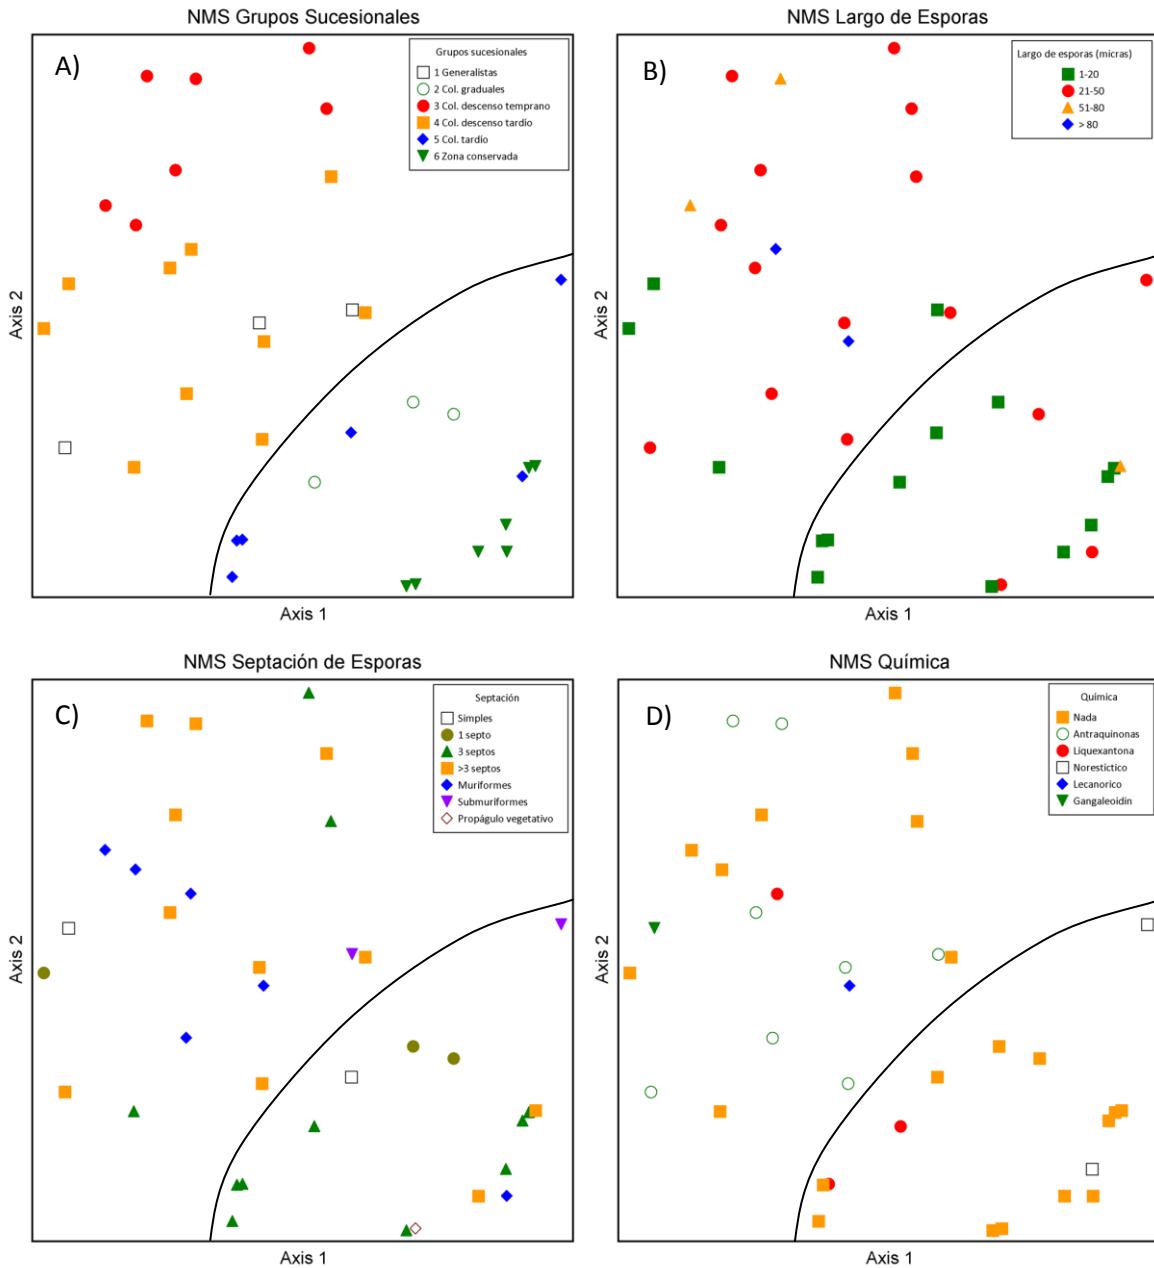 NMS Grupos Sucesionales
A)
Grupos sucesionales
1 Generalistas
2 Col. graduales
3 Col. descenso temprano
4 Col. descenso tardío
5 Col. tardío
6 Zona conservada
Axis 2
Axis 1
NMS Largo de Esporas
B)
Largo de esporas (micras)
1-20
21-50
51-80
> 80
Axis 2
Axis 1
NMS Septación de Esporas
C)
Septación
Simples
1 septo
3 septos
>3 septos
Muriformes
Submuriformes
Propágulo vegetativo
Axis 2
Axis 1
NMS Química
D)
Química
Nada
Antraquinonas
Liquexantona
Norestíctico
Lecanorico
Gangaleoidin
Axis 2
Axis 1